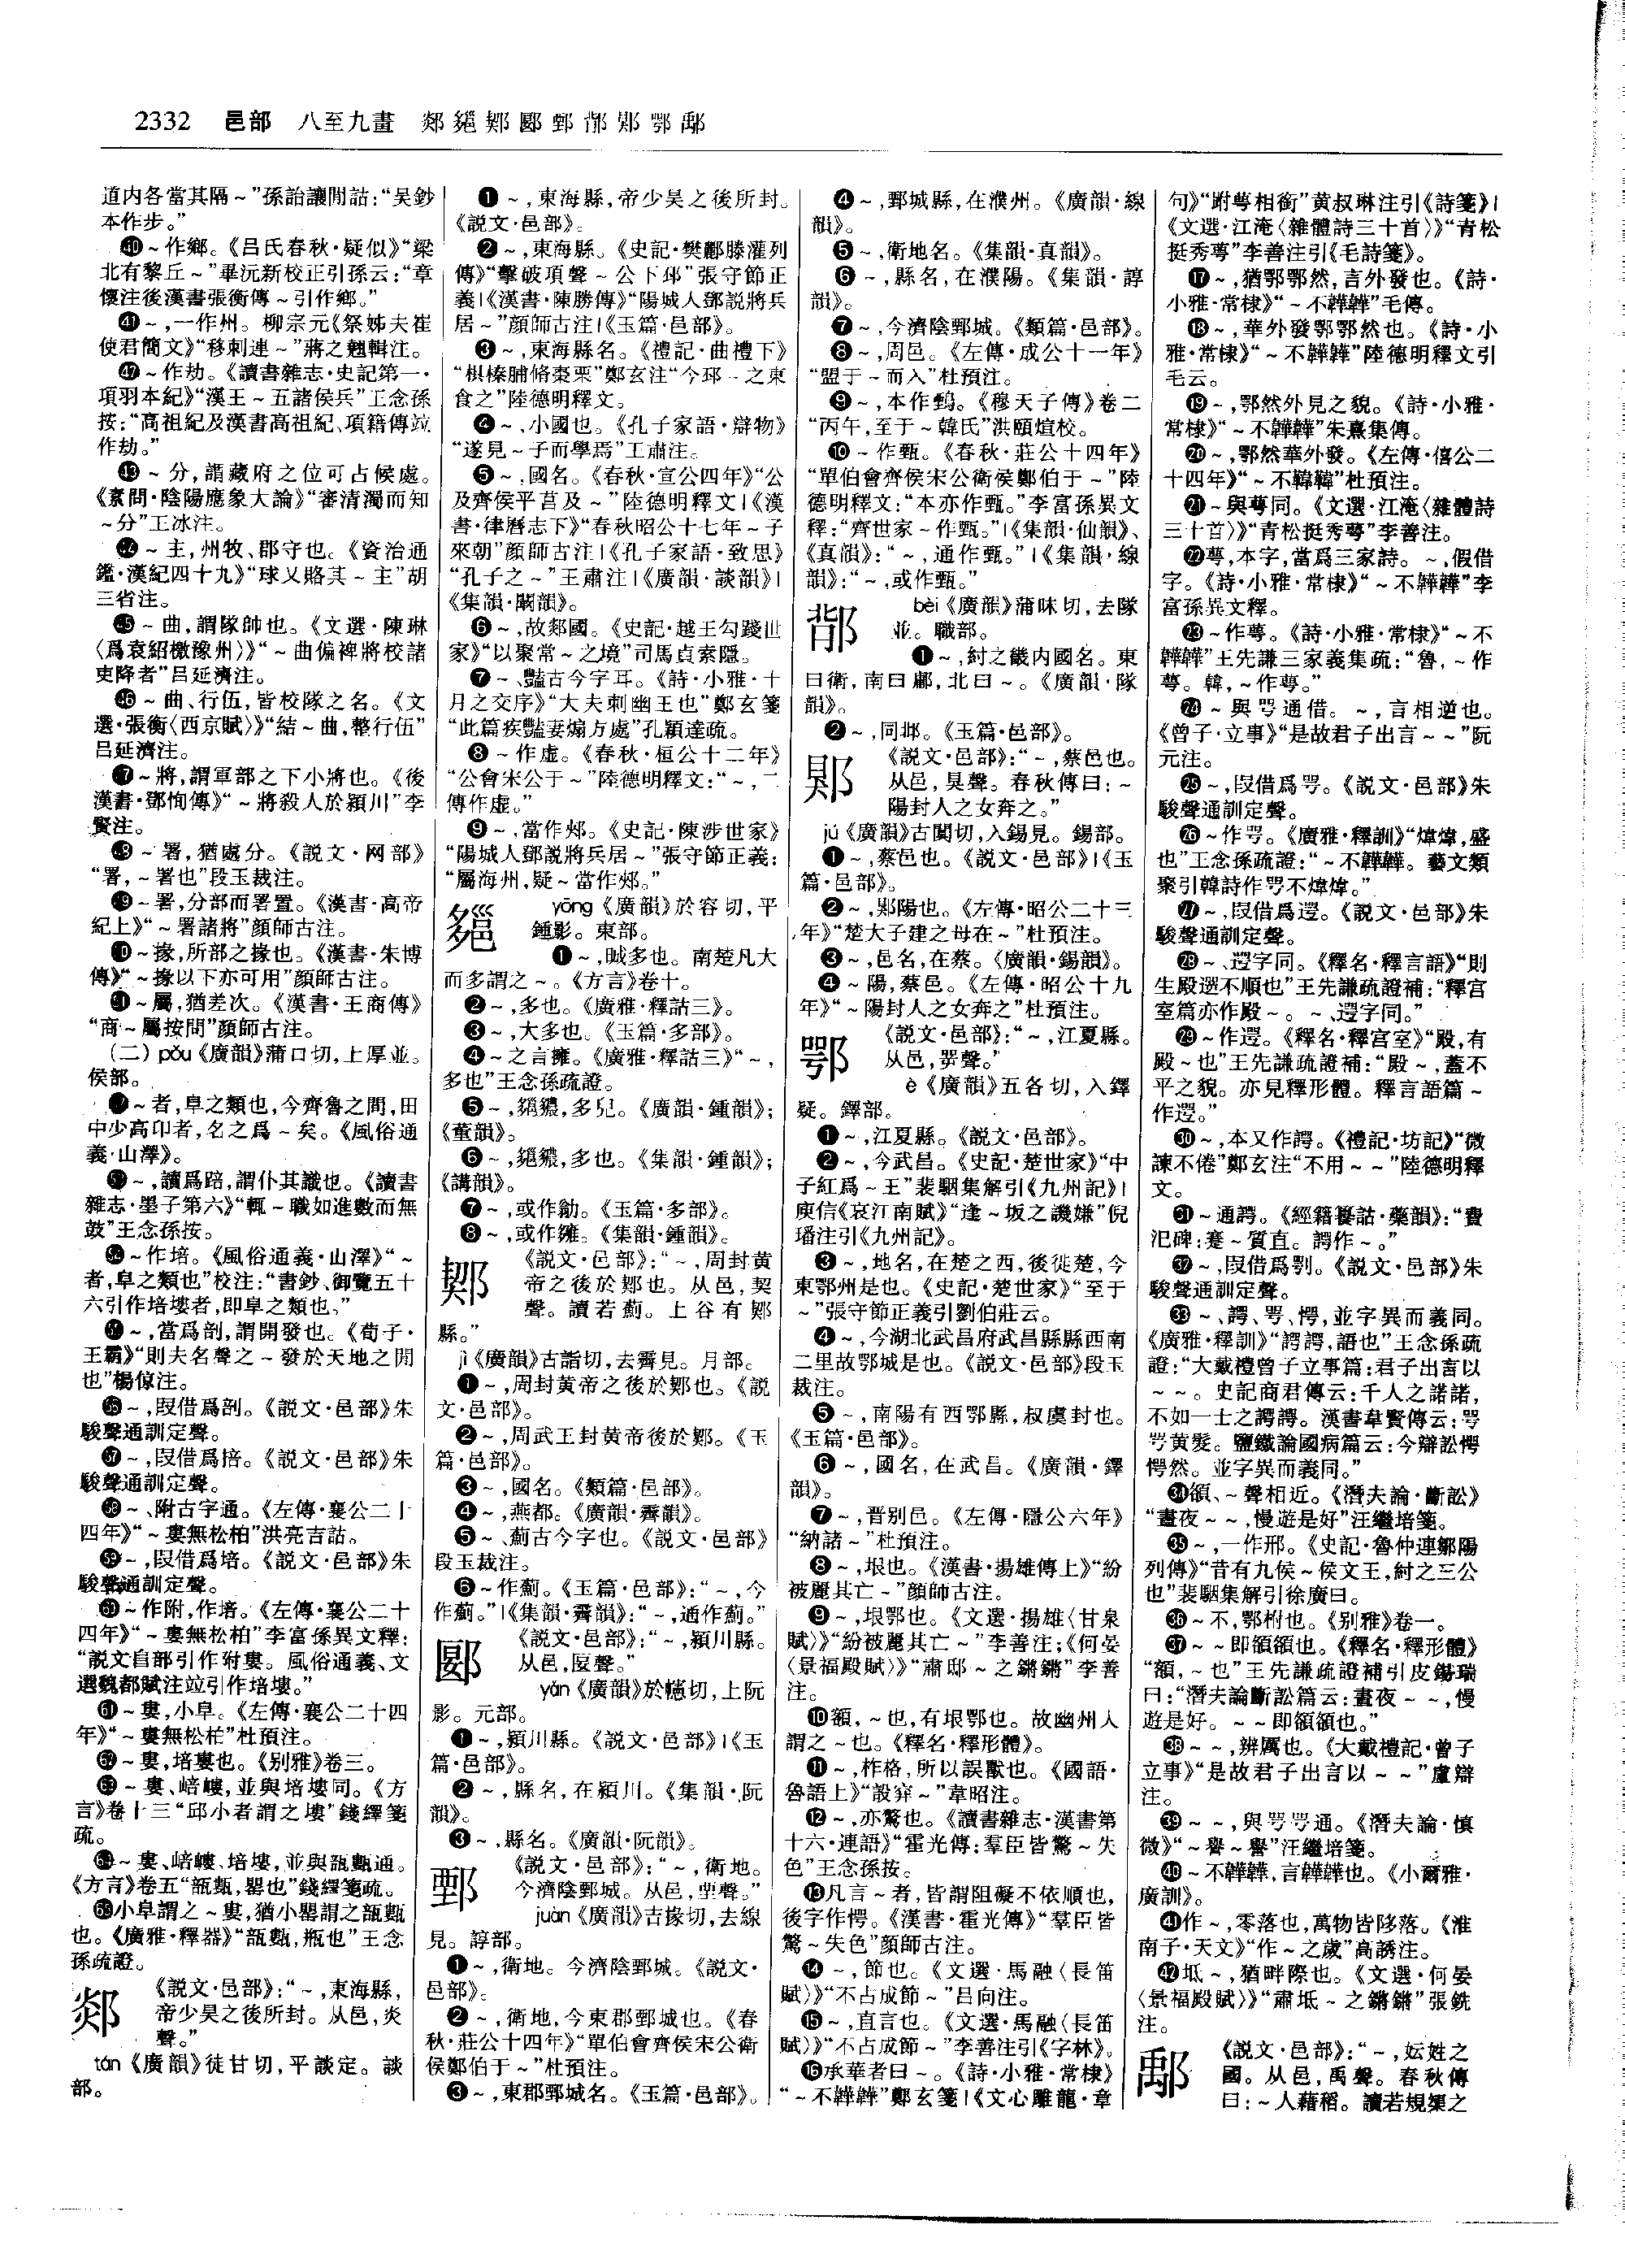 2332 邑部 八至九畫 郯𨛜鄓郾鄄鄁郹鄂鄅
道内各當其隔～”孫詒讓閒詁：“吴鈔
本作步。”
㊵～作鄉。《吕氏春秋·疑似》“梁
北有黎丘～”畢沅新校正引孫云：“章
懷注後漢書張衡傳～引作鄉。”
㊶～，一作州。柳宗元《祭姊夫崔
使君簡文》“移刺連～”蔣之翹輯注。
㊷～作劫。《讀書雜志·史記第一·
項羽本紀》“漢王～五諸侯兵”王念孫
按：“高祖紀及漢書高祖紀、項籍傳竝
作劫。”
㊸～分，謂藏府之位可占候處。
《素問·陰陽應象大論》“審清濁而知
～分”王冰注。
㊹～主，州牧、郡守也。《資治通
鑑·漢紀四十九》“球又賂其～主”胡
三省注。
㊺～曲，謂隊帥也。《文選·陳琳
〈爲袁紹檄豫州〉》“～曲偏裨將校諸
吏降者”吕延濟注。
㊻～曲、行伍，皆校隊之名。《文
選·張衡〈西京賦〉》“結～曲，整行伍”
吕延濟注。
㊼～將，謂軍部之下小將也。《後
漢書·鄧恂傳》“～將殺人於潁川”李
賢注。
㊽～署，猶處分。《説文·网部》
“署，～署也”段玉裁注。
㊾～署，分部而署置。《漢書·高帝
紀上》“～署諸將”顔師古注。
㊿～掾，所部之掾也。《漢書·朱博
傳》“～掾以下亦可用”顔師古注。
51～屬，猶差次。《漢書·王商傳》
“商～屬按問”顔師古注。
（二）pǒu《廣韻》蒲口切，上厚並。
侯部。
52～者，阜之類也，今齊魯之間，田
中少高卬者，名之爲～矣。《風俗通
義·山澤》。
53～，讀爲踣，謂仆其識也。《讀書
雜志·墨子第六》“輒～職如進數而無
鼓”王念孫按。
54～作培。《風俗通義·山澤》“～
者，阜之類也”校注：“書鈔、御覽五十
六引作培塿者，即阜之類也。”
55～，當爲剖，謂開發也。《荀子·
王霸》“則夫名聲之～發於天地之閒
也”楊倞注。
56～，叚借爲剖。《説文·邑部》朱
駿聲通訓定聲。
57～，叚借爲掊。《説文·邑部》朱
駿聲通訓定聲。
58～、附古字通。《左傳·襄公二十
四年》“～婁無松柏”洪亮吉詁。
59～，叚借爲培。《説文·邑部》朱
駿聲通訓定聲。
60～作附，作培。《左傳·襄公二十
四年》“～婁無松柏”李富孫異文釋：
“説文𨸏部引作附婁。風俗通義、文
選魏都賦注竝引作培塿。”
61～婁，小阜。《左傳·襄公二十四
年》“～婁無松柏”杜預注。
62～婁，培塿也。《别雅》卷三。
63～婁、㟝嶁，並與培塿同。《方
言》卷十三“邱小者謂之塿”錢繹箋
疏。
64～婁、㟝嶁、培塿，並與瓿甊通。
《方言》卷五“瓿甊，罌也”錢繹箋疏。
65小阜謂之～婁，猶小罌謂之瓿甊
也。《廣雅·釋器》“瓿甊，瓶也”王念
孫疏證。
郯
《説文·邑部》：“～，東海縣，
帝少昊之後所封。从邑，炎
聲。”
tán《廣韻》徒甘切，平談定。談
部。
❶～，東海縣，帝少昊之後所封。
《説文·邑部》。
❷～，東海縣。《史記·樊酈滕灌列
傳》“擊破項聲～公下邳”張守節正
義|《漢書·陳勝傳》“陽城人鄧説將兵
居～”顔師古注|《玉篇·邑部》。
❸～，東海縣名。《禮記·曲禮下》
“椇榛脯脩棗栗”鄭玄注“今邳～之東
食之”陸德明釋文。
❹～，小國也。《孔子家語·辯物》
“遂見～子而學焉”王肅注。
❺～，國名。《春秋·宣公四年》“公
及齊侯平莒及～”陸德明釋文|《漢
書·律曆志下》“春秋昭公十七年～子
來朝”顔師古注|《孔子家語·致思》
“孔子之～”王肅注|《廣韻·談韻》|
《集韻·闞韻》。
❻～，故郯國。《史記·越王勾踐世
家》“以聚常～之境”司馬貞索隱。
❼～、豔古今字耳。《詩·小雅·十
月之交序》“大夫刺幽王也”鄭玄箋
“此篇疾豔妻煽方處”孔穎達疏。
❽～作虚。《春秋·桓公十二年》
“公會宋公于～”陸德明釋文：“～，二
傳作虚。”
❾～，當作郟。《史記·陳涉世家》
“陽城人鄧説將兵居～”張守節正義：
“屬海州，疑～當作郟。”
yōng《廣韻》於容切，平
鍾影。東部。
❶～，晠多也。南楚凡大
而多謂之～。《方言》卷十。
❷～，多也。《廣雅·釋詁三》。
❸～，大多也。《玉篇·多部》。
❹～之言擁。《廣雅·釋詁三》“～，
多也”王念孫疏證。
❺～，𨞕𧸅，多皃。《廣韻·鍾韻》；
《董韻》。
❻～，𨞕𧸅，多也。《集韻·鍾韻》；
《講韻》。
❼～，或作勈。《玉篇·多部》。
❽～，或作𪄉。《集韻·鍾韻》。
鄓
《説文·邑部》：“～，周封黄
帝之後於鄓也。从邑，契
聲。讀若薊。上谷有鄓
縣。”
jì《廣韻》古詣切，去霽見。月部。
❶～，周封黄帝之後於鄓也。《説
文·邑部》。
❷～，周武王封黄帝後於鄓。《玉
篇·邑部》。
❸～，國名。《類篇·邑部》。
❹～，燕都。《廣韻·霽韻》。
❺～、薊古今字也。《説文·邑部》
段玉裁注。
❻～作薊。《玉篇·邑部》：“～，今
作薊。”|《集韻·霽韻》：“～，通作薊。”
郾
《説文·邑部》：“～，潁川縣。
从邑，匽聲。”
yǎn《廣韻》於幰切，上阮
影。元部。
❶～，潁川縣。《説文·邑部》|《玉
篇·邑部》。
❷～，縣名，在潁川。《集韻·阮
韻》。
❸～，縣名。《廣韻·阮韻》。
鄄
《説文·邑部》：“～，衛地。
今濟陰鄄城。从邑，垔聲。”
juàn《廣韻》吉掾切，去線
見。諄部。
❶～，衛地。今濟陰鄄城。《説文·
邑部》。
❷～，衛地，今東郡鄄城也。《春
秋·莊公十四年》“單伯會齊侯宋公衛
侯鄭伯于～”杜預注。
❸～，東郡鄄城名。《玉篇·邑部》。
❹～，鄄城縣，在濮州。《廣韻·線
韻》。
❺～，衛地名。《集韻·真韻》。
❻～，縣名，在濮陽。《集韻·諄
韻》。
❼～，今濟陰鄄城。《類篇·邑部》。
❽～，周邑。《左傳·成公十一年》
“盟于～而入”杜預注。
❾～，本作鵷。《穆天子傳》卷二
“丙午，至于～韓氏”洪頤煊校。
❿～作甄。《春秋·莊公十四年》
“單伯會齊侯宋公衛侯鄭伯于～”陸
德明釋文：“本亦作甄。”李富孫異文
釋：“齊世家～作甄。”|《集韻·仙韻》、
《真韻》：“～，通作甄。”|《集韻·線
韻》：“～，或作甄。”
鄁
bèi《廣韻》蒲昧切，去隊
並。職部。
❶～，紂之畿内國名。東
曰衛，南曰鄘，北曰～。《廣韻·隊
韻》。
❷～，同邶。《玉篇·邑部》。
郹
《説文·邑部》：“～，蔡邑也。
从邑，狊聲。春秋傳曰：～
陽封人之女奔之。”
jú《廣韻》古闃切，入錫見。錫部。
❶～，蔡邑也。《説文·邑部》|《玉
篇·邑部》。
❷～，郹陽也。《左傳·昭公二十三
年》“楚大子建之母在～”杜預注。
❸～，邑名，在蔡。《廣韻·錫韻》。
❹～陽，蔡邑。《左傳·昭公十九
年》“～陽封人之女奔之”杜預注。
鄂
《説文·邑部》：“～，江夏縣。
从邑，咢聲。”
è《廣韻》五各切，入鐸
疑。鐸部。
❶～，江夏縣。《説文·邑部》。
❷～，今武昌。《史記·楚世家》“中
子紅爲～王”裴駰集解引《九州記》|
庾信《哀江南賦》“逢～坂之譏嫌”倪
璠注引《九州記》。
❸～，地名，在楚之西，後徙楚，今
東鄂州是也。《史記·楚世家》“至于
～”張守節正義引劉伯莊云。
❹～，今湖北武昌府武昌縣縣西南
二里故鄂城是也。《説文·邑部》段玉
裁注。
❺～，南陽有西鄂縣，叔虞封也。
《玉篇·邑部》。
❻～，國名，在武昌。《廣韻·鐸
韻》。
❼～，晋别邑。《左傳·隱公六年》
“納諸～”杜預注。
❽～，垠也。《漢書·揚雄傳上》“紛
被麗其亡～”顔師古注。
❾～，垠鄂也。《文選·揚雄〈甘泉
賦〉》“紛被麗其亡～”李善注；《何晏
〈景福殿賦〉》“肅邸～之鏘鏘”李善
注。
❿額，～也，有垠鄂也。故幽州人
謂之～也。《釋名·釋形體》。
⓫～，柞格，所以誤獸也。《國語·
魯語上》“設穽～”韋昭注。
⓬～，亦驚也。《讀書雜志·漢書第
十六·連語》“霍光傳：羣臣皆驚～失
色”王念孫按。
⓭凡言～者，皆謂阻礙不依順也，
後字作愕。《漢書·霍光傳》“羣臣皆
驚～失色”顔師古注。
⓮～，節也。《文選·馬融〈長笛
賦〉》“不占成節～”吕向注。
⓯～，直言也。《文選·馬融〈長笛
賦〉》“不占成節～”李善注引《字林》。
⓰承華者曰～。《詩·小雅·常棣》
“～不韡韡”鄭玄箋|《文心雕龍·章
句》“跗萼相銜”黄叔琳注引《詩箋》|
《文選·江淹〈雜體詩三十首〉》“青松
挺秀萼”李善注引《毛詩箋》。
⓱～，猶鄂鄂然，言外發也。《詩·
小雅·常棣》“～不韡韡”毛傳。
⓲～，華外發鄂鄂然也。《詩·小
雅·常棣》“～不韡韡”陸德明釋文引
毛云。
⓳～，鄂然外見之貌。《詩·小雅·
常棣》“～不韡韡”朱熹集傳。
⓴～，鄂然華外發。《左傳·僖公二
十四年》“～不韡韡”杜預注。
㉑～與萼同。《文選·江淹〈雜體詩
三十首〉》“青松挺秀萼”李善注。
㉒萼，本字，當爲三家詩。～，假借
字。《詩·小雅·常棣》“～不韡韡”李
富孫異文釋。
㉓～作萼。《詩·小雅·常棣》“～不
韡韡”王先謙三家義集疏：“魯，～作
萼。韓，～作萼。”
㉔～與咢通借。～，言相逆也。
《曾子·立事》“是故君子出言～～”阮
元注。
㉕～，叚借爲咢。《説文·邑部》朱
駿聲通訓定聲。
㉖～作咢。《廣雅·釋訓》“煒煒，盛
也”王念孫疏證：“～不韡韡。藝文類
聚引韓詩作咢不煒煒。”
㉗～，叚借爲遻。《説文·邑部》朱
駿聲通訓定聲。
㉘～、遻字同。《釋名·釋言語》“則
生殿遻不順也”王先謙疏證補：“釋宫
室篇亦作殿～。～、遻字同。”
㉙～作遻。《釋名·釋宫室》“殿，有
殿～也”王先謙疏證補：“殿～，蓋不
平之貌。亦見釋形體。釋言語篇～
作遻。”
㉚～，本又作諤。《禮記·坊記》“微
諫不倦”鄭玄注“不用～～”陸德明釋
文。
㉛～通諤。《經籍籑詁·藥韻》：“費
汜碑：蹇～質直。諤作～。”
㉜～，叚借爲剽。《説文·邑部》朱
駿聲通訓定聲。
㉝～、諤、咢、愕，並字異而義同。
《廣雅·釋訓》“諤諤，語也”王念孫疏
證：“大戴禮曾子立事篇：君子出言以
～～。史記商君傳云：千人之諾諾，
不如一士之諤諤。漢書韋賢傳云：咢
咢黄髮。鹽鐵論國病篇云：今辯訟愕
愕然。並字異而義同。”
㉞頟、～聲相近。《潛夫論·斷訟》
“晝夜～～，慢遊是好”汪繼培箋。
㉟～，一作邢。《史記·魯仲連鄒陽
列傳》“昔有九侯～侯文王，紂之三公
也”裴駰集解引徐廣曰。
㊱～不，鄂柎也。《别雅》卷一。
㊲～～即頟頟也。《釋名·釋形體》
“額，～也”王先謙疏證補引皮錫瑞
曰：“潛夫論斷訟篇云：晝夜～～，慢
遊是好。～～即頟頟也。”
㊳～～，辨厲也。《大戴禮記·曾子
立事》“是故君子出言以～～”盧辯
注。
㊴～～，與咢咢通。《潛夫論·慎
微》“～譽～譽”汪繼培箋。
㊵～不韡韡，言韡韡也。《小爾雅·
廣訓》。
㊶作～，零落也，萬物皆陊落。《淮
南子·天文》“作～之歲”高誘注。
㊷坻～，猶畔際也。《文選·何晏
〈景福殿賦〉》“肅坻～之鏘鏘”張銑
注。
鄅
《説文·邑部》：“～，妘姓之
國。从邑，禹聲。春秋傳
曰：～人藉稻。讀若規榘之